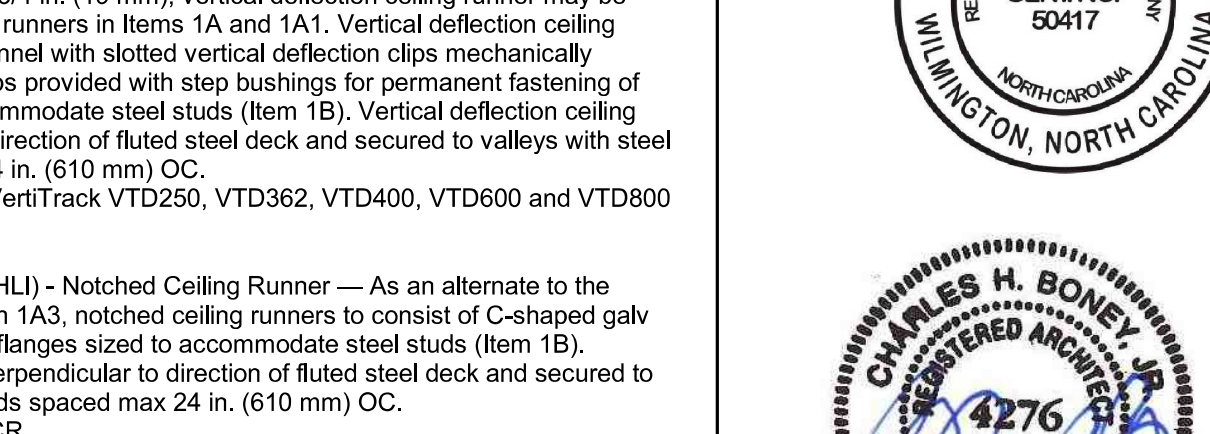 runners in Items 1A and 1A1. Vertical deflection ceiling
nnel with slotted vertical deflection clips mechanically
ps provided with step bushings for permanent fastening of
ommodate steel studs (Item 1B). Vertical deflection ceiling
irection of fluted steel deck and secured to valleys with steel
4 in. (610 mm) OC.
VertiTrack VTD250, VTD362, VTD400, VTD600 and VTD800
HLI) - Notched Ceiling Runner — As an alternate to the
n 1A3, notched ceiling runners to consist of C-shaped galv
flanges sized to accommodate steel studs (Item 1B).
erpendicular to direction of fluted steel deck and secured to
ds spaced max 24 in. (610 mm) OC.
CR
50417
NORTH CAROLINA
WILMINGTON, NORTH CAROLINA
CHARLES H. BONEY, JR.
REGISTERED ARCHITECT
4276